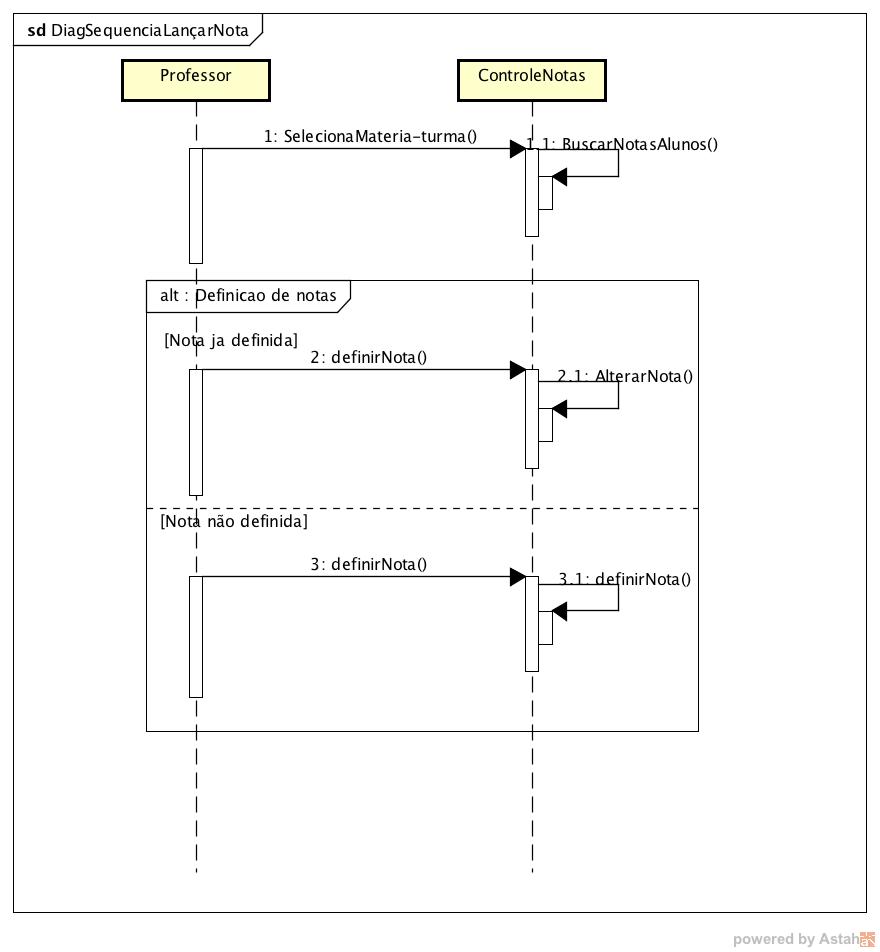 sd DiagSequenciaLançarNota
Professor
ControleNotas
1: SelecionaMateria-turma()
1.1: BuscarNotasAlunos()
alt : Definicao de notas
[Nota ja definida]
2: definirNota()
2.1: AlterarNota()
[Nota não definida]
3: definirNota()
3.1: definirNota()
powered by Astah